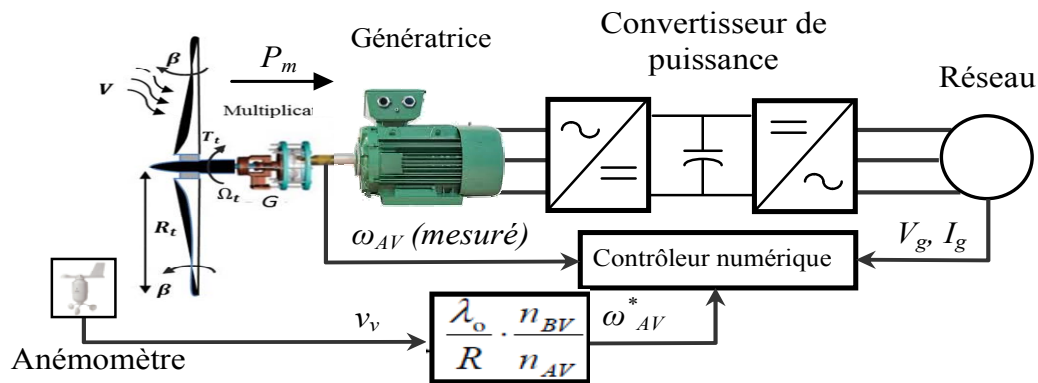 Convertisseur de
puissance
Génératrice
Réseau
β
P_m
V
Multiplica
T_t
Ω_t
G
R_t
β
ω_AV (mesuré)
V_g, I_g
Contrôleur numérique
v_v
λ_o / R · n_BV / n_AV
ω*_AV
Anémomètre